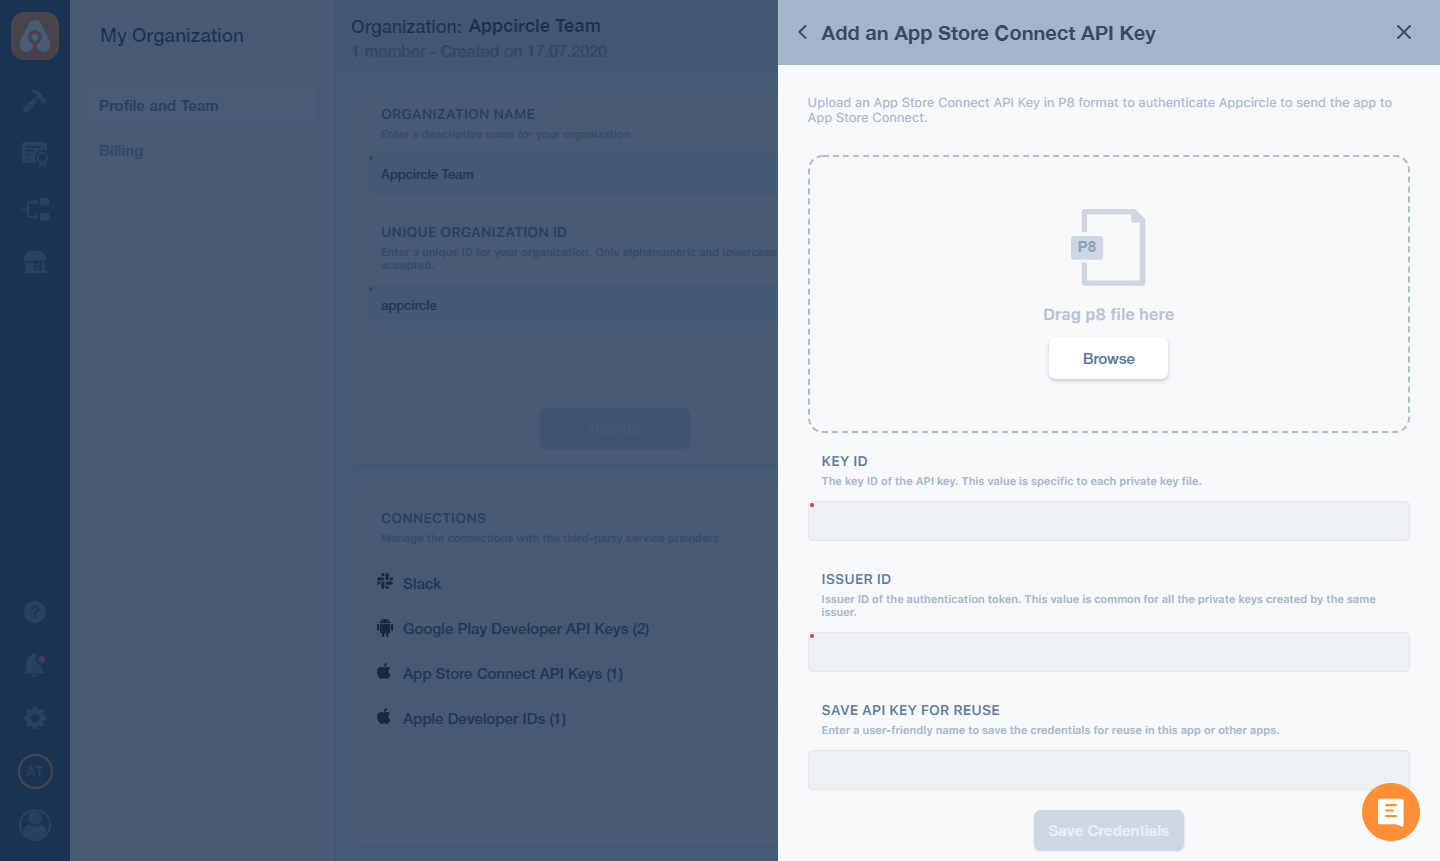 My Organization
Profile and Team
Billing
AT
Organization: Appcircle Team
1 member - Created on 17.07.2020
ORGANIZATION NAME
Enter a descriptive name for your organization
Appcircle Team
UNIQUE ORGANIZATION ID
Enter a unique ID for your organization. Only alphanumeric and lowercase
accepted.
appcircle
Update
CONNECTIONS
Manage the connections with the third-party service providers
Slack
Google Play Developer API Keys (2)
App Store Connect API Keys (1)
Apple Developer IDs (1)
Add an App Store Connect API Key
Upload an App Store Connect API Key in P8 format to authenticate Appcircle to send the app to
App Store Connect.
P8
Drag p8 file here
Browse
KEY ID
The key ID of the API key. This value is specific to each private key file.
ISSUER ID
Issuer ID of the authentication token. This value is common for all the private keys created by the same
issuer.
SAVE API KEY FOR REUSE
Enter a user-friendly name to save the credentials for reuse in this app or other apps.
Save Credentials